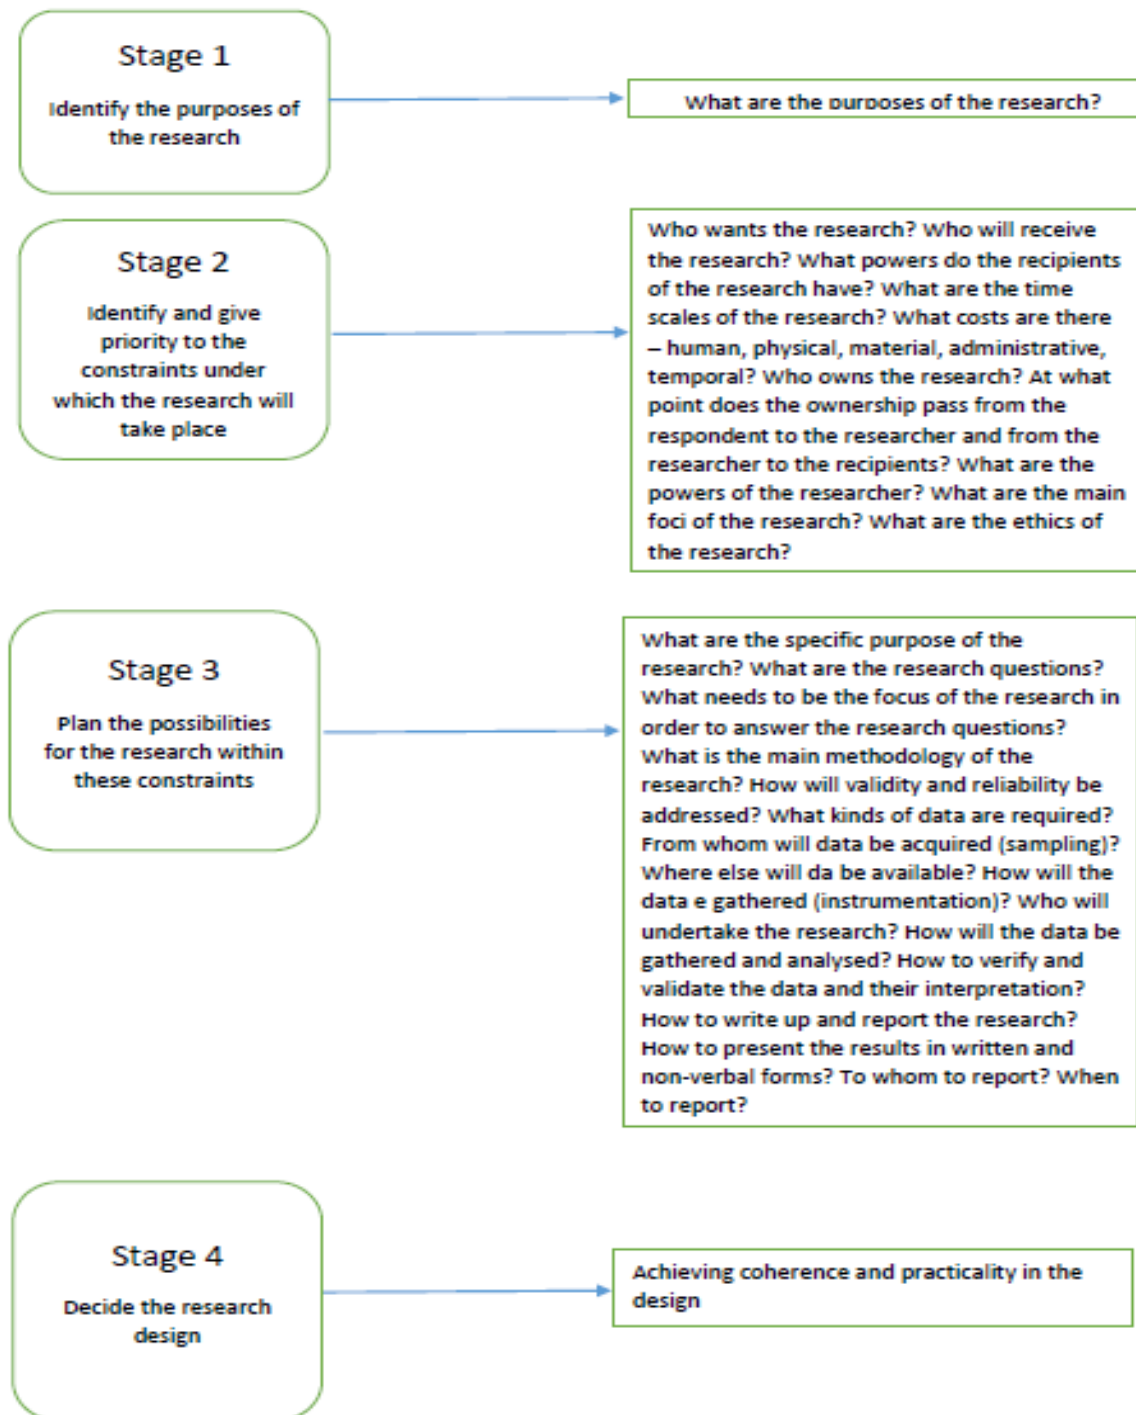 Stage 1
Identify the purposes of
the research
What are the purposes of the research?
Stage 2
Identify and give
priority to the
constraints under
which the research will
take place
Who wants the research? Who will receive
the research? What powers do the recipients
of the research have? What are the time
scales of the research? What costs are there
– human, physical, material, administrative,
temporal? Who owns the research? At what
point does the ownership pass from the
respondent to the researcher and from the
researcher to the recipients? What are the
powers of the researcher? What are the main
foci of the research? What are the ethics of
the research?
Stage 3
Plan the possibilities
for the research within
these constraints
What are the specific purpose of the
research? What are the research questions?
What needs to be the focus of the research in
order to answer the research questions?
What is the main methodology of the
research? How will validity and reliability be
addressed? What kinds of data are required?
From whom will data be acquired (sampling)?
Where else will da be available? How will the
data e gathered (instrumentation)? Who will
undertake the research? How will the data be
gathered and analysed? How to verify and
validate the data and their interpretation?
How to write up and report the research?
How to present the results in written and
non-verbal forms? To whom to report? When
to report?
Stage 4
Decide the research
design
Achieving coherence and practicality in the
design